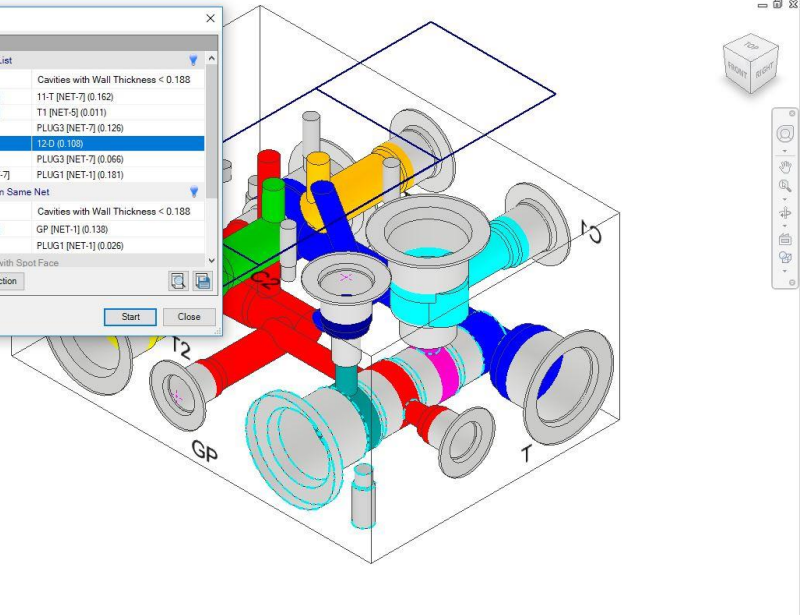 List
Cavities with Wall Thickness < 0.188
11-T [NET-7] (0.162)
T1 [NET-5] (0.011)
PLUG3 [NET-7] (0.126)
12-D (0.108)
PLUG3 [NET-7] (0.066)
-7] PLUG1 [NET-1] (0.181)
Same Net
Cavities with Wall Thickness < 0.188
GP [NET-1] (0.138)
PLUG1 [NET-1] (0.026)
with Spot Face
Start Close
TOP
FRONT RIGHT
C1
C2
T2
GP
T